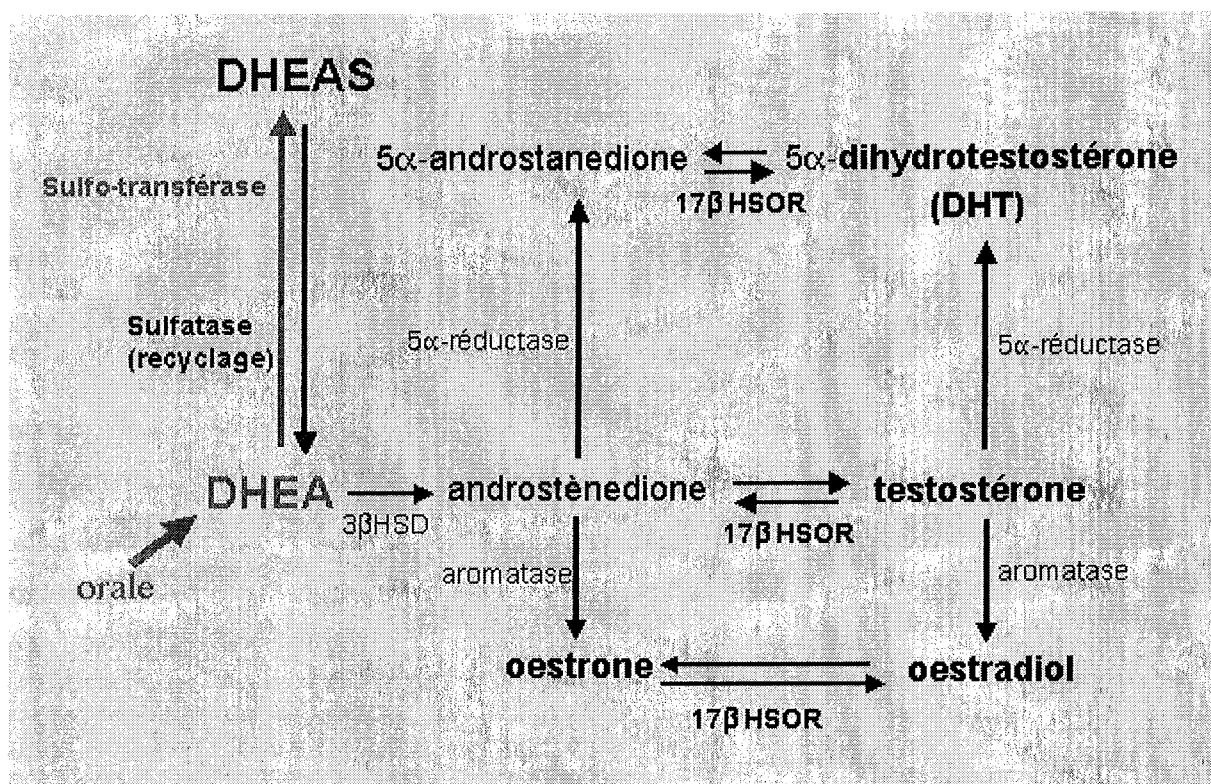 DHEAS
5α-androstanedione
5α-dihydrotestostérone
(DHT)
17β HSOR
Sulfo-transférase
Sulfatase
(recyclage)
5α-réductase
5α-réductase
DHEA
androstènedione
testostérone
3βHSD
17β HSOR
orale
aromatase
aromatase
oestrone
oestradiol
17β HSOR